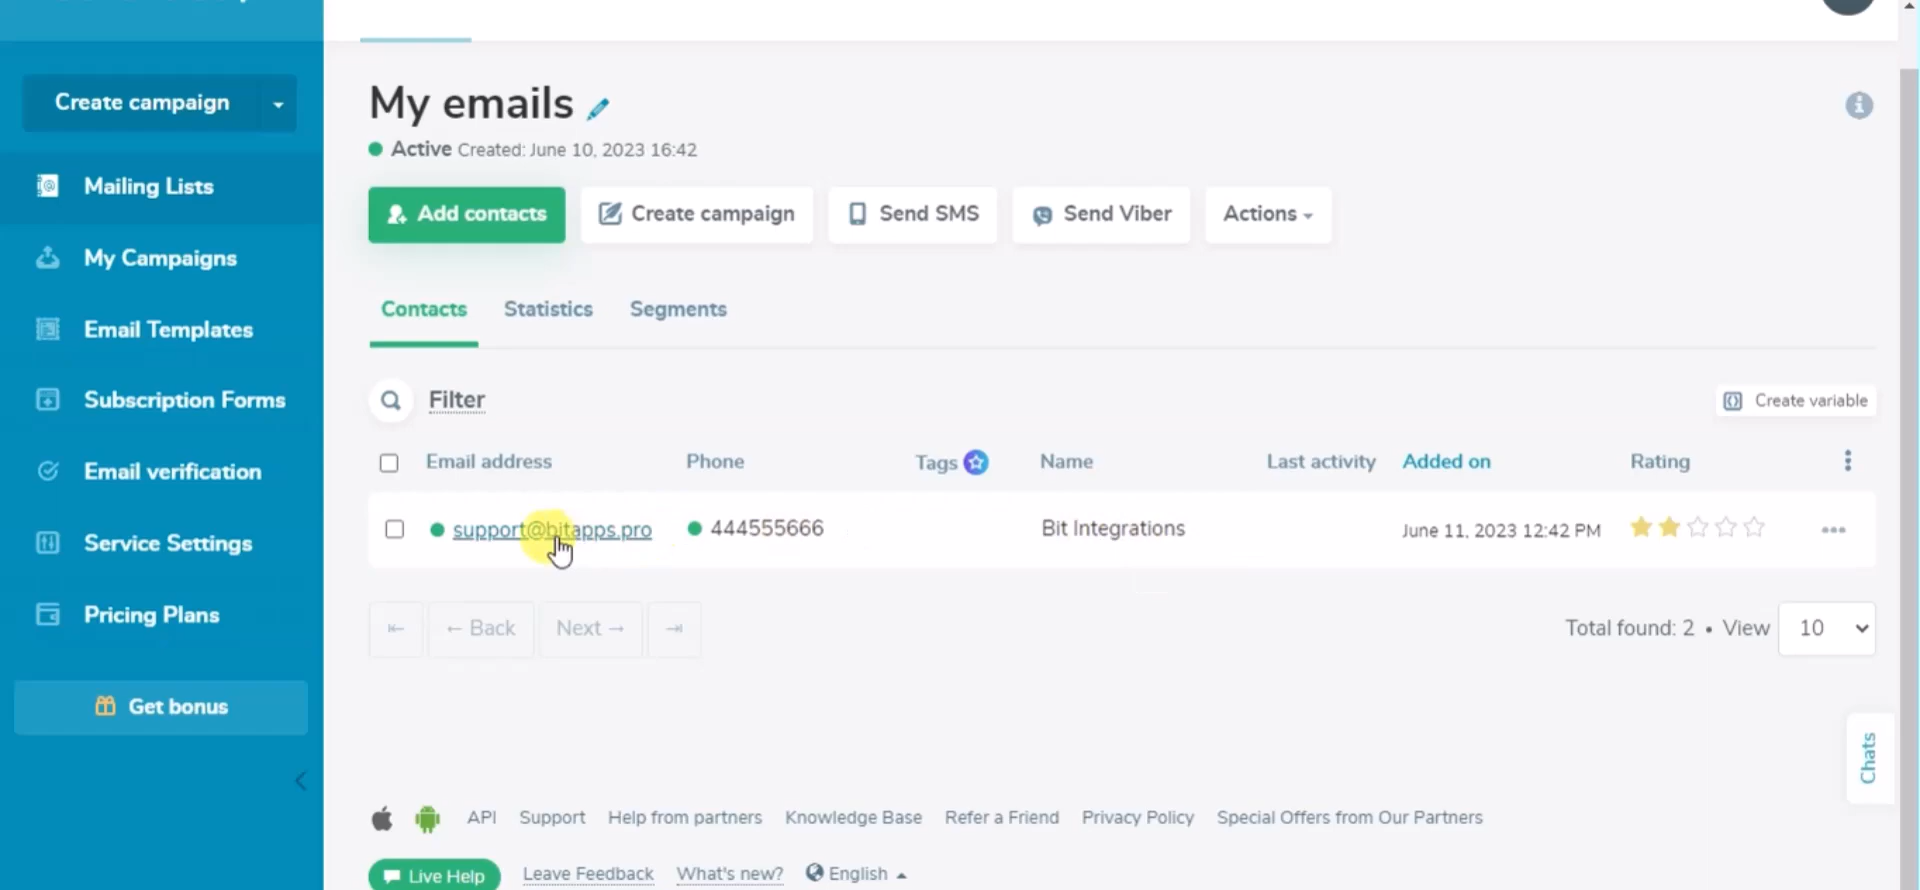 Create campaign
Mailing Lists
My Campaigns
Email Templates
Subscription Forms
Email verification
Service Settings
Pricing Plans
Get bonus
My emails
Active Created: June 10, 2023 16:42
Add contacts Create campaign Send SMS Send Viber Actions
Contacts Statistics Segments
Filter Create variable
Email address Phone Tags Name Last activity Added on Rating
support@bitapps.pro 444555666 Bit Integrations June 11, 2023 12:42 PM
← Back Next → Total found: 2 • View 10
Chats
API Support Help from partners Knowledge Base Refer a Friend Privacy Policy Special Offers from Our Partners
Live Help Leave Feedback What's new? English